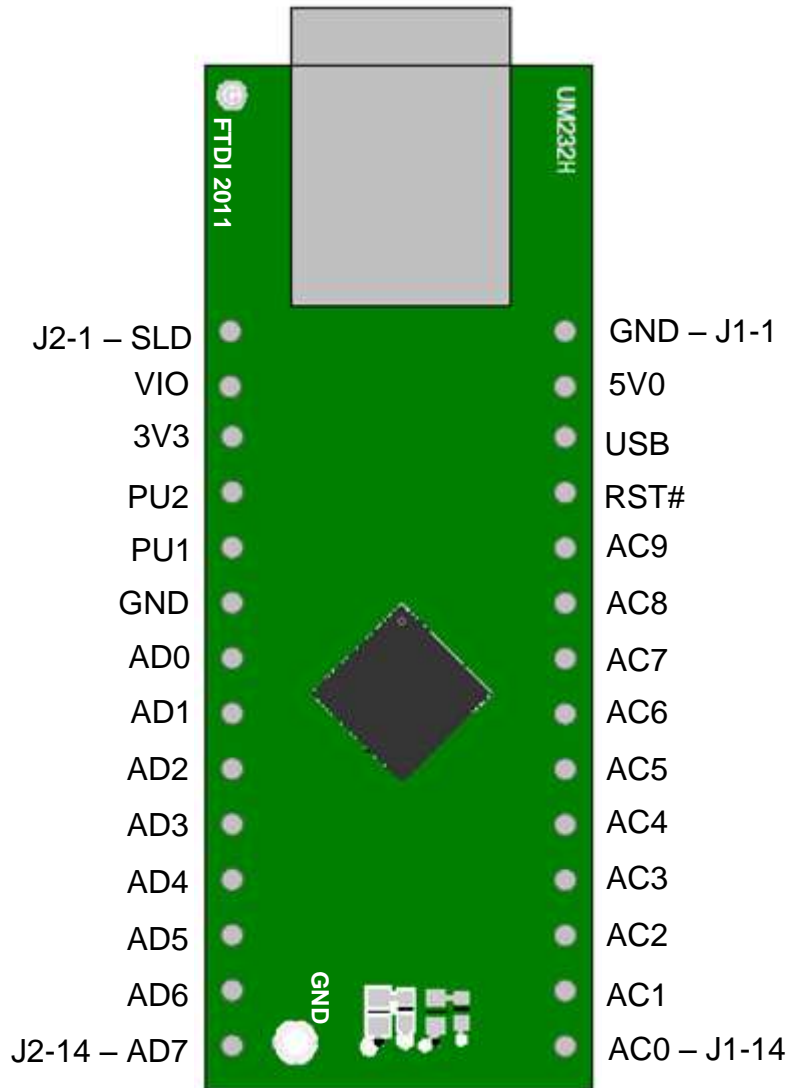 FTDI 2011
UM232H
J2-1 – SLD
GND – J1-1
VIO
5V0
3V3
USB
PU2
RST#
PU1
AC9
GND
AC8
AD0
AC7
AD1
AC6
AD2
AC5
AD3
AC4
AD4
AC3
AD5
AC2
AD6
AC1
GND
J2-14 – AD7
AC0 – J1-14